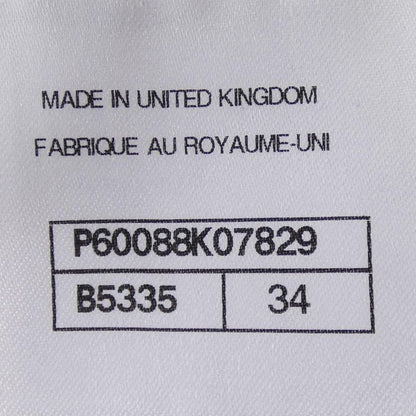 MADE IN UNITED KINGDOM
FABRIQUE AU ROYAUME-UNI
P60088K07829
B5335 34